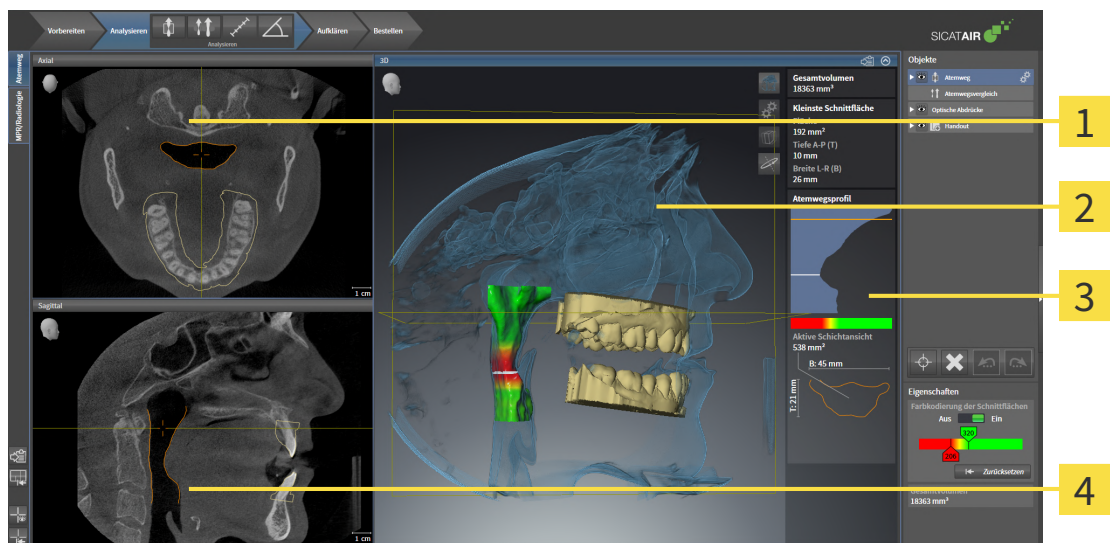 Vorbereiten
Analysieren
Analysieren
Aufklären
Bestellen
SICATAIR
Atemweg
MPR/Radiologie
Axial
1 cm
Sagittal
1 cm
3D
Gesamtvolumen
18363 mm³
Kleinste Schnittfläche
192 mm²
Tiefe A-P (T)
10 mm
Breite L-R (B)
26 mm
Atemwegsprofil
Aktive Schichtansicht
538 mm²
B: 45 mm
T: 21 mm
Objekte
Atemweg
Atemwegsvergleich
Optische Abdrücke
Handout
Eigenschaften
Farbkodierung der Schnittflächen
Aus
Ein
320
206
Zurücksetzen
Gesamtvolumen
18363 mm³
1
2
3
4